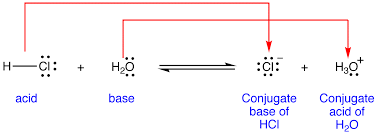 H—Cl + H₂O ⇌ Cl⁻ + H₃O⁺
acid base Conjugate base of HCl Conjugate acid of H₂O